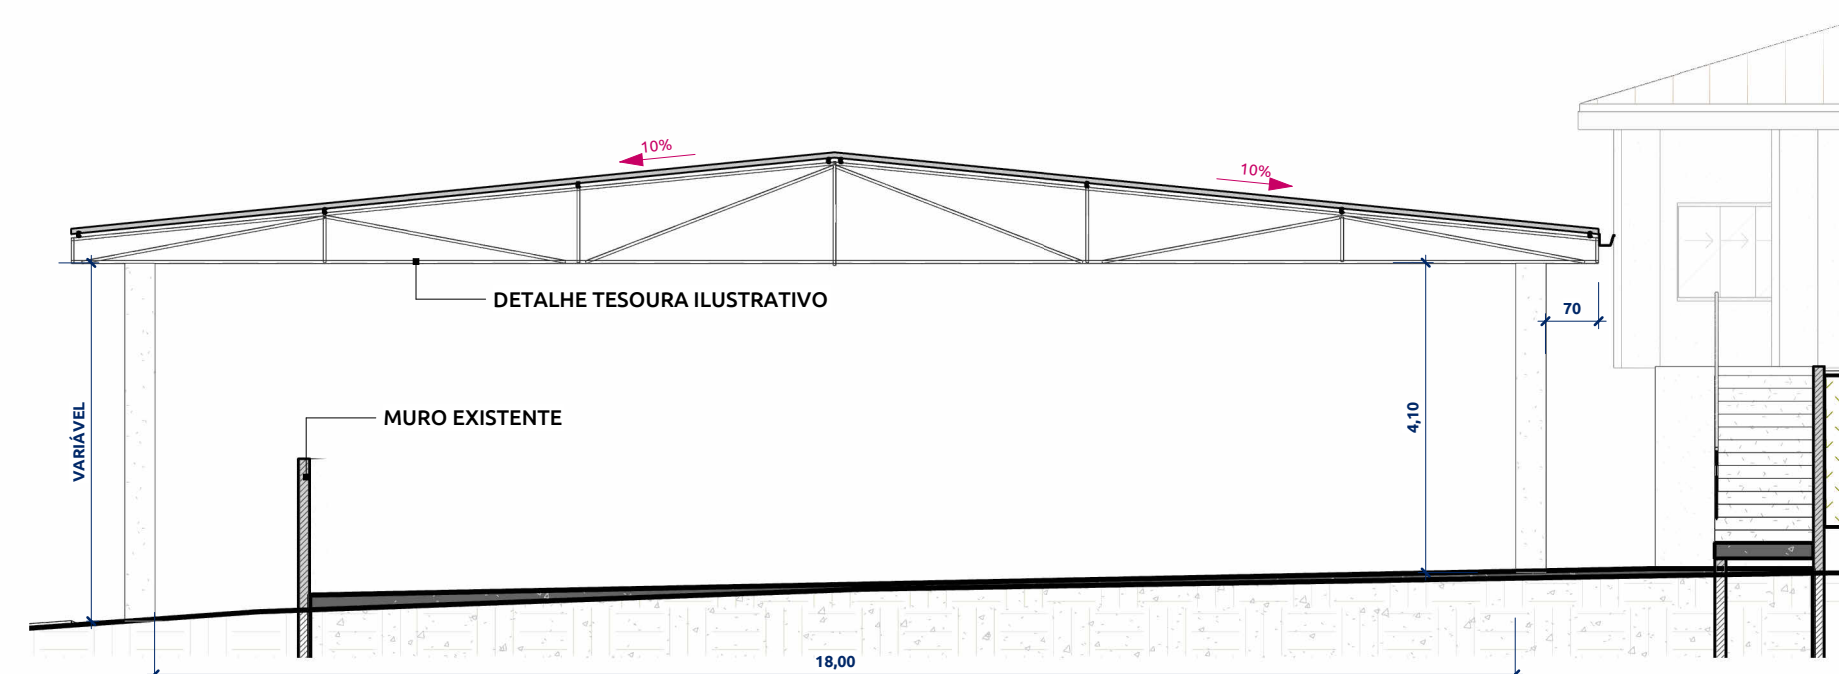 10%
10%
DETALHE TESOURA ILUSTRATIVO
70
VARIÁVEL
MURO EXISTENTE
4,10
18,00